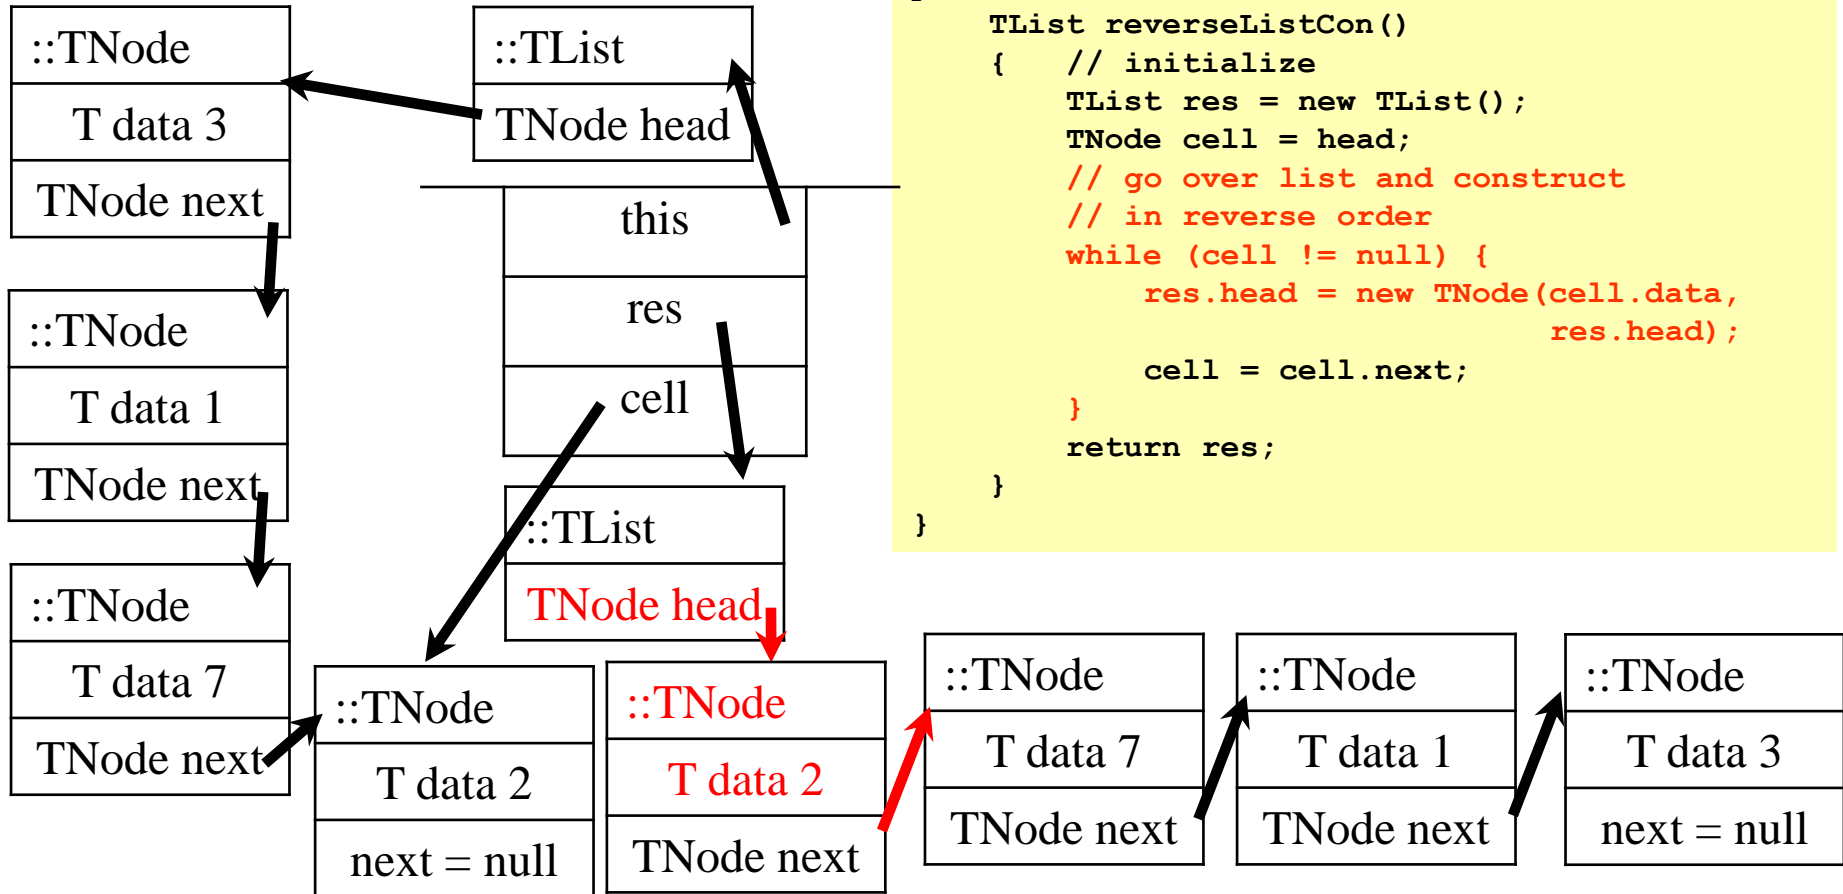 ::TNode
T data 3
TNode next
::TNode
T data 1
TNode next
::TNode
T data 7
TNode next
::TNode
T data 2
next = null
::TList
TNode head
this
res
cell
::TList
TNode head
::TNode
T data 2
TNode next
::TNode
T data 7
TNode next
::TNode
T data 1
TNode next
::TNode
T data 3
next = null
TList reverseListCon()
{ // initialize
TList res = new TList();
TNode cell = head;
// go over list and construct
// in reverse order
while (cell != null) {
res.head = new TNode(cell.data,
res.head);
cell = cell.next;
}
return res;
}
}